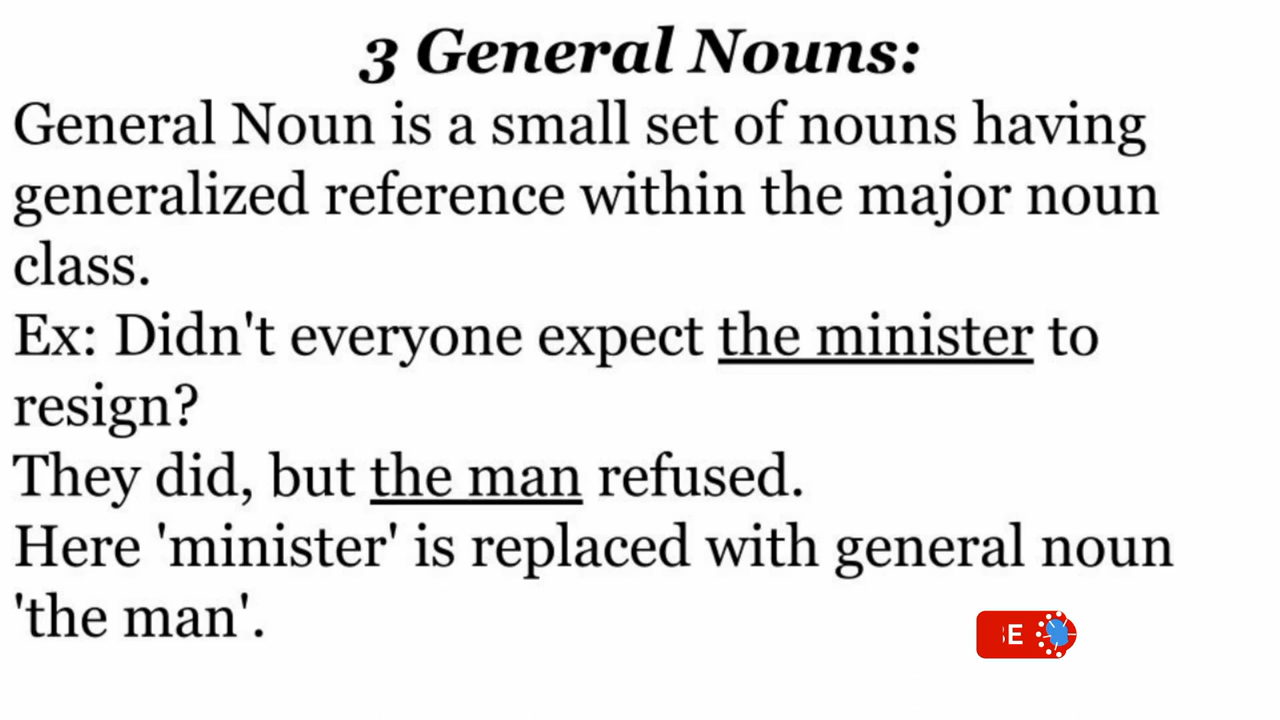 3 General Nouns:
General Noun is a small set of nouns having
generalized reference within the major noun
class.
Ex: Didn't everyone expect the minister to
resign?
They did, but the man refused.
Here 'minister' is replaced with general noun
'the man'.